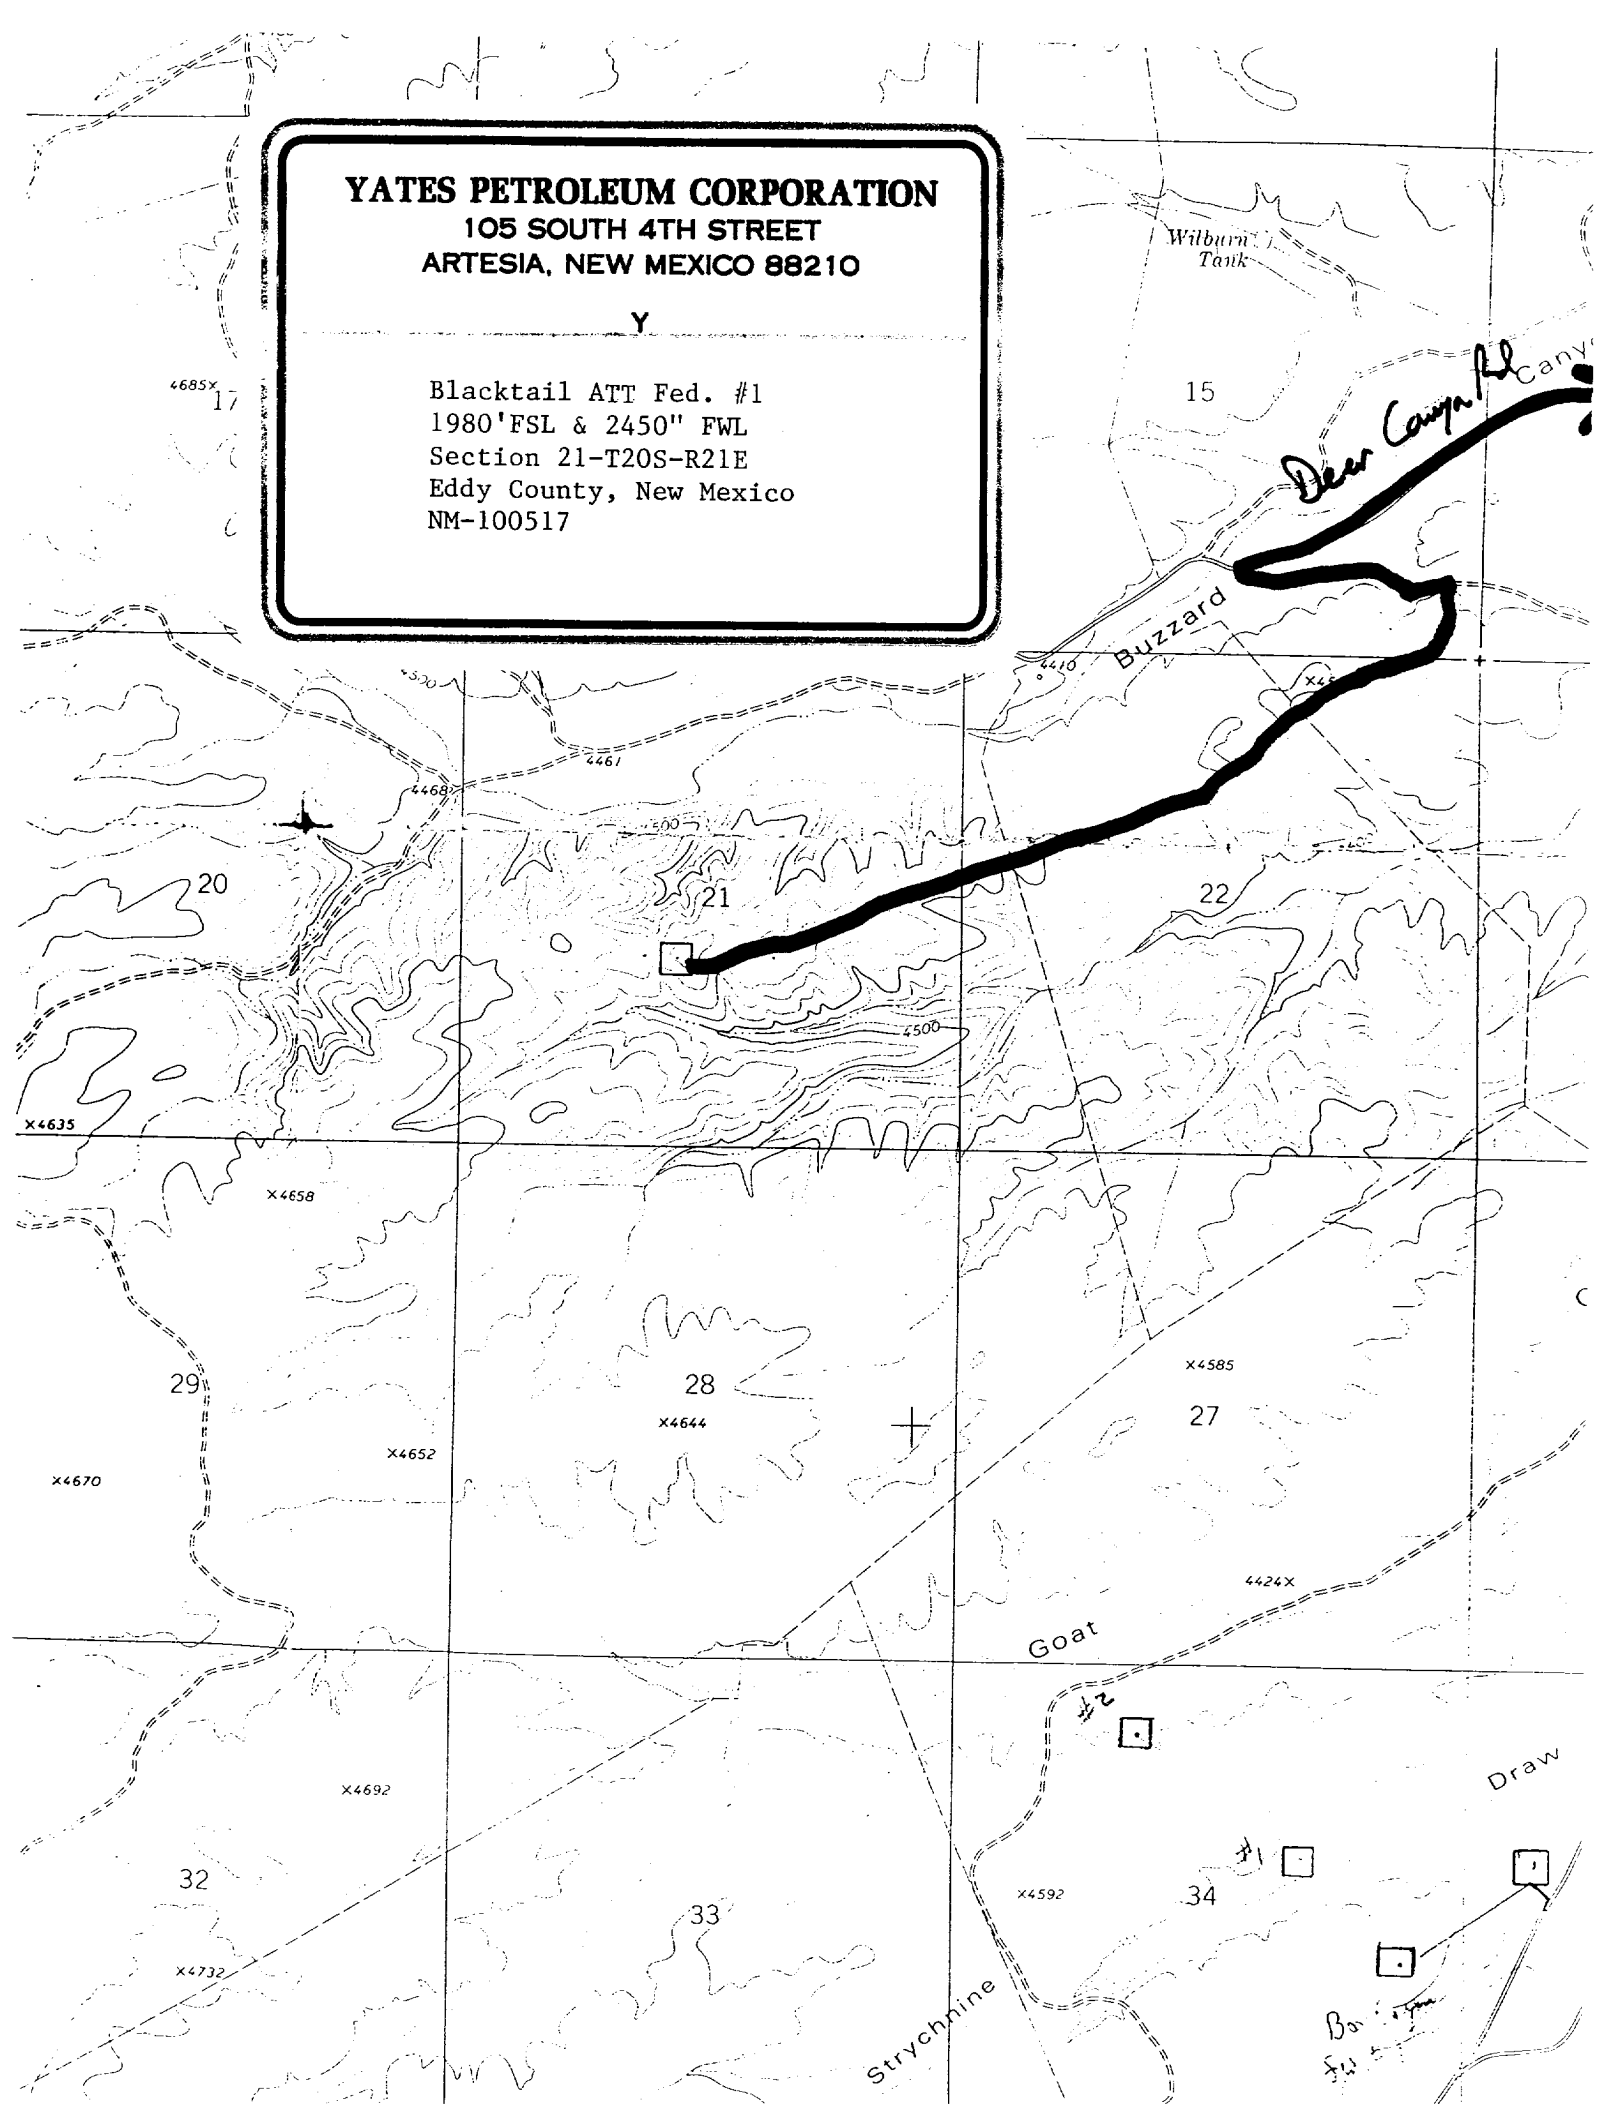 YATES PETROLEUM CORPORATION
105 SOUTH 4TH STREET
ARTESIA, NEW MEXICO 88210
Y
Blacktail ATT Fed. #1
1980'FSL & 2450" FWL
Section 21-T20S-R21E
Eddy County, New Mexico
NM-100517
Wilburn
Tank
4685X
17
15
Deer Canyon Rd
Buzzard
4410
4500
4461
4468
20
21
22
4500
X4635
X4658
29
28
X4585
X4644
27
X4652
X4670
4424X
Goat
#2
Draw
X4692
#1
32
X4592
34
33
X4732
Strychnine